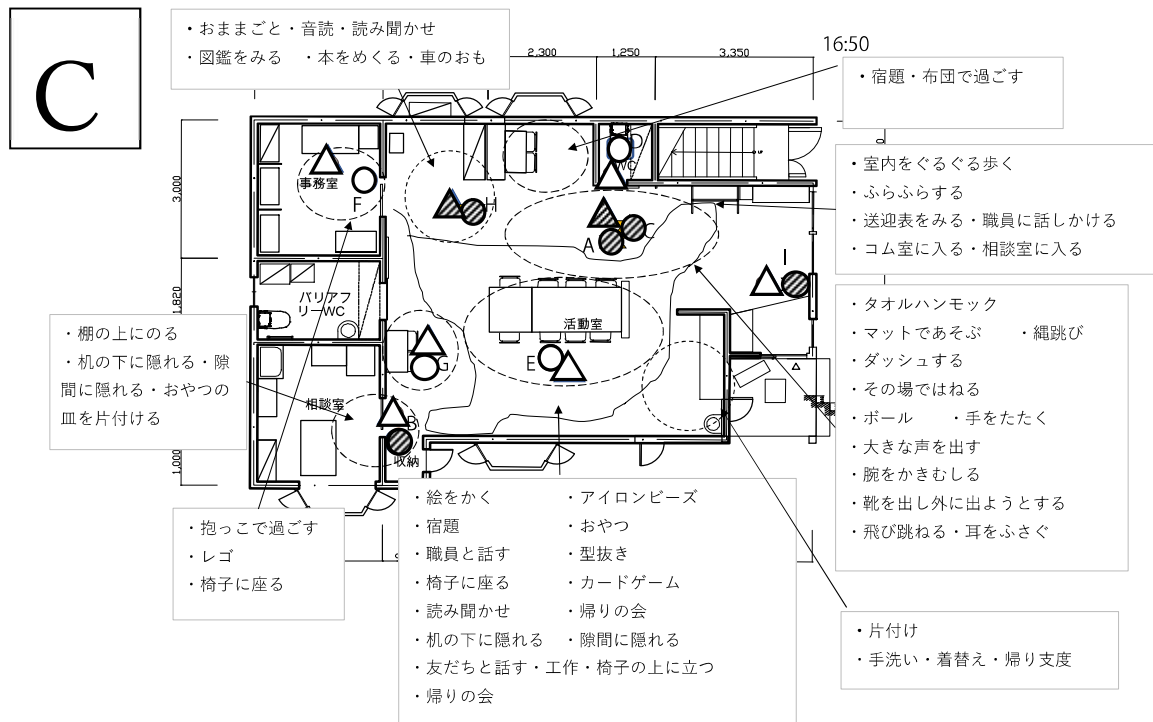 C
・おままごと・音読・読み聞かせ
・図鑑をみる　・本をめくる・車のおも
2,300
1,250
3,350
16:50
・宿題・布団で過ごす
・室内をぐるぐる歩く
・ふらふらする
・送迎表をみる・職員に話しかける
・コム室に入る・相談室に入る
3,000
事務室
F
H
D
WC
UP
A
C
I
1,820
バリアフ
リーWC
活動室
E
G
・棚の上にのる
・机の下に隠れる・隙
間に隠れる・おやつの
皿を片付ける
相談室
B
収納
1,000
・タオルハンモック
・マットであそぶ　　・縄跳び
・ダッシュする
・その場ではねる
・ボール　　・手をたたく
・大きな声を出す
・腕をかきむしる
・靴を出し外に出ようとする
・飛び跳ねる・耳をふさぐ
・抱っこで過ごす
・レゴ
・椅子に座る
・絵をかく　　・アイロンビーズ
・宿題　　・おやつ
・職員と話す　　・型抜き
・椅子に座る　　・カードゲーム
・読み聞かせ　　・帰りの会
・机の下に隠れる　・隙間に隠れる
・友だちと話す・工作・椅子の上に立つ
・帰りの会
・片付け
・手洗い・着替え・帰り支度